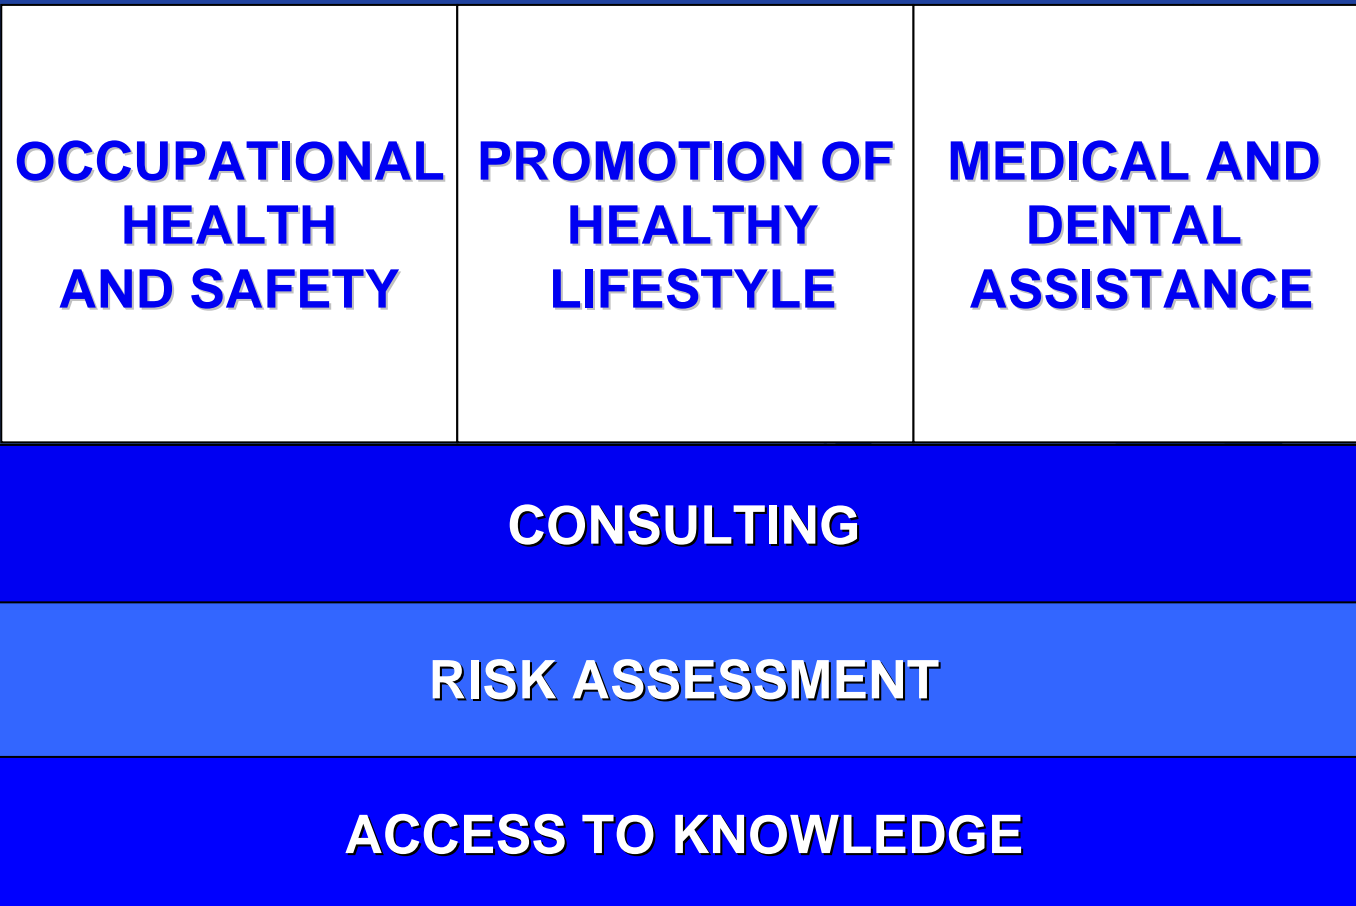 OCCUPATIONAL
HEALTH
AND SAFETY
PROMOTION OF
HEALTHY
LIFESTYLE
MEDICAL AND
DENTAL
ASSISTANCE
CONSULTING
RISK ASSESSMENT
ACCESS TO KNOWLEDGE